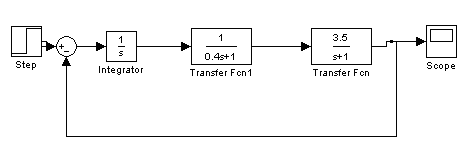 +
−
1
s
1
0.4s+1
3.5
s+1
Step
Integrator
Transfer Fcn1
Transfer Fcn
Scope